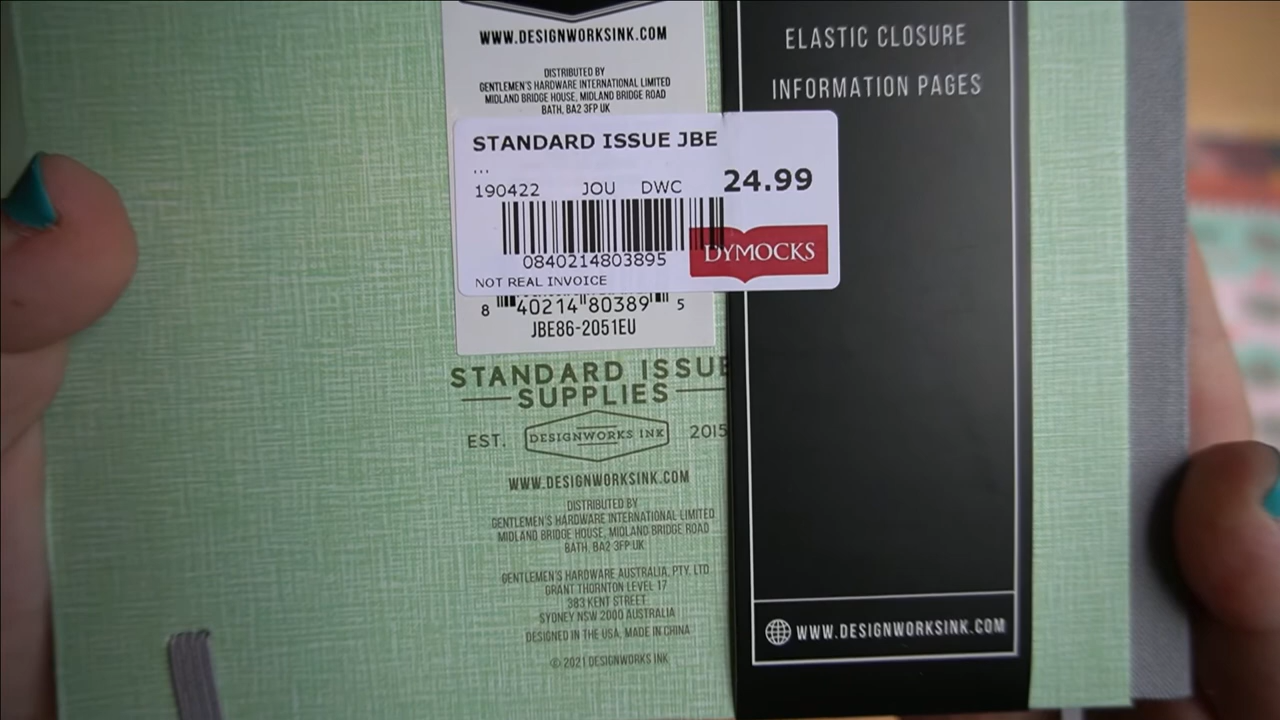 WWW.DESIGNWORKSINK.COM
DISTRIBUTED BY
GENTLEMEN'S HARDWARE INTERNATIONAL LIMITED
MIDLAND BRIDGE HOUSE, MIDLAND BRIDGE ROAD
BATH, BA2 3FP UK
STANDARD ISSUE JBE
...
190422 JOU DWC 24.99
0840214803895
DYMOCKS
NOT REAL INVOICE
8 40214 80389 5
JBE86-2051EU
STANDARD ISSUE
SUPPLIES
EST. DESIGNWORKS INK 2015
WWW.DESIGNWORKSINK.COM
DISTRIBUTED BY
GENTLEMEN'S HARDWARE INTERNATIONAL LIMITED
MIDLAND BRIDGE HOUSE, MIDLAND BRIDGE ROAD
BATH, BA2 3FP UK
GENTLEMEN'S HARDWARE AUSTRALIA, PTY. LTD
GRANT THORNTON LEVEL 17
383 KENT STREET
SYDNEY NSW 2000 AUSTRALIA
DESIGNED IN THE USA, MADE IN CHINA
© 2021 DESIGNWORKS INK
ELASTIC CLOSURE
INFORMATION PAGES
WWW.DESIGNWORKSINK.COM